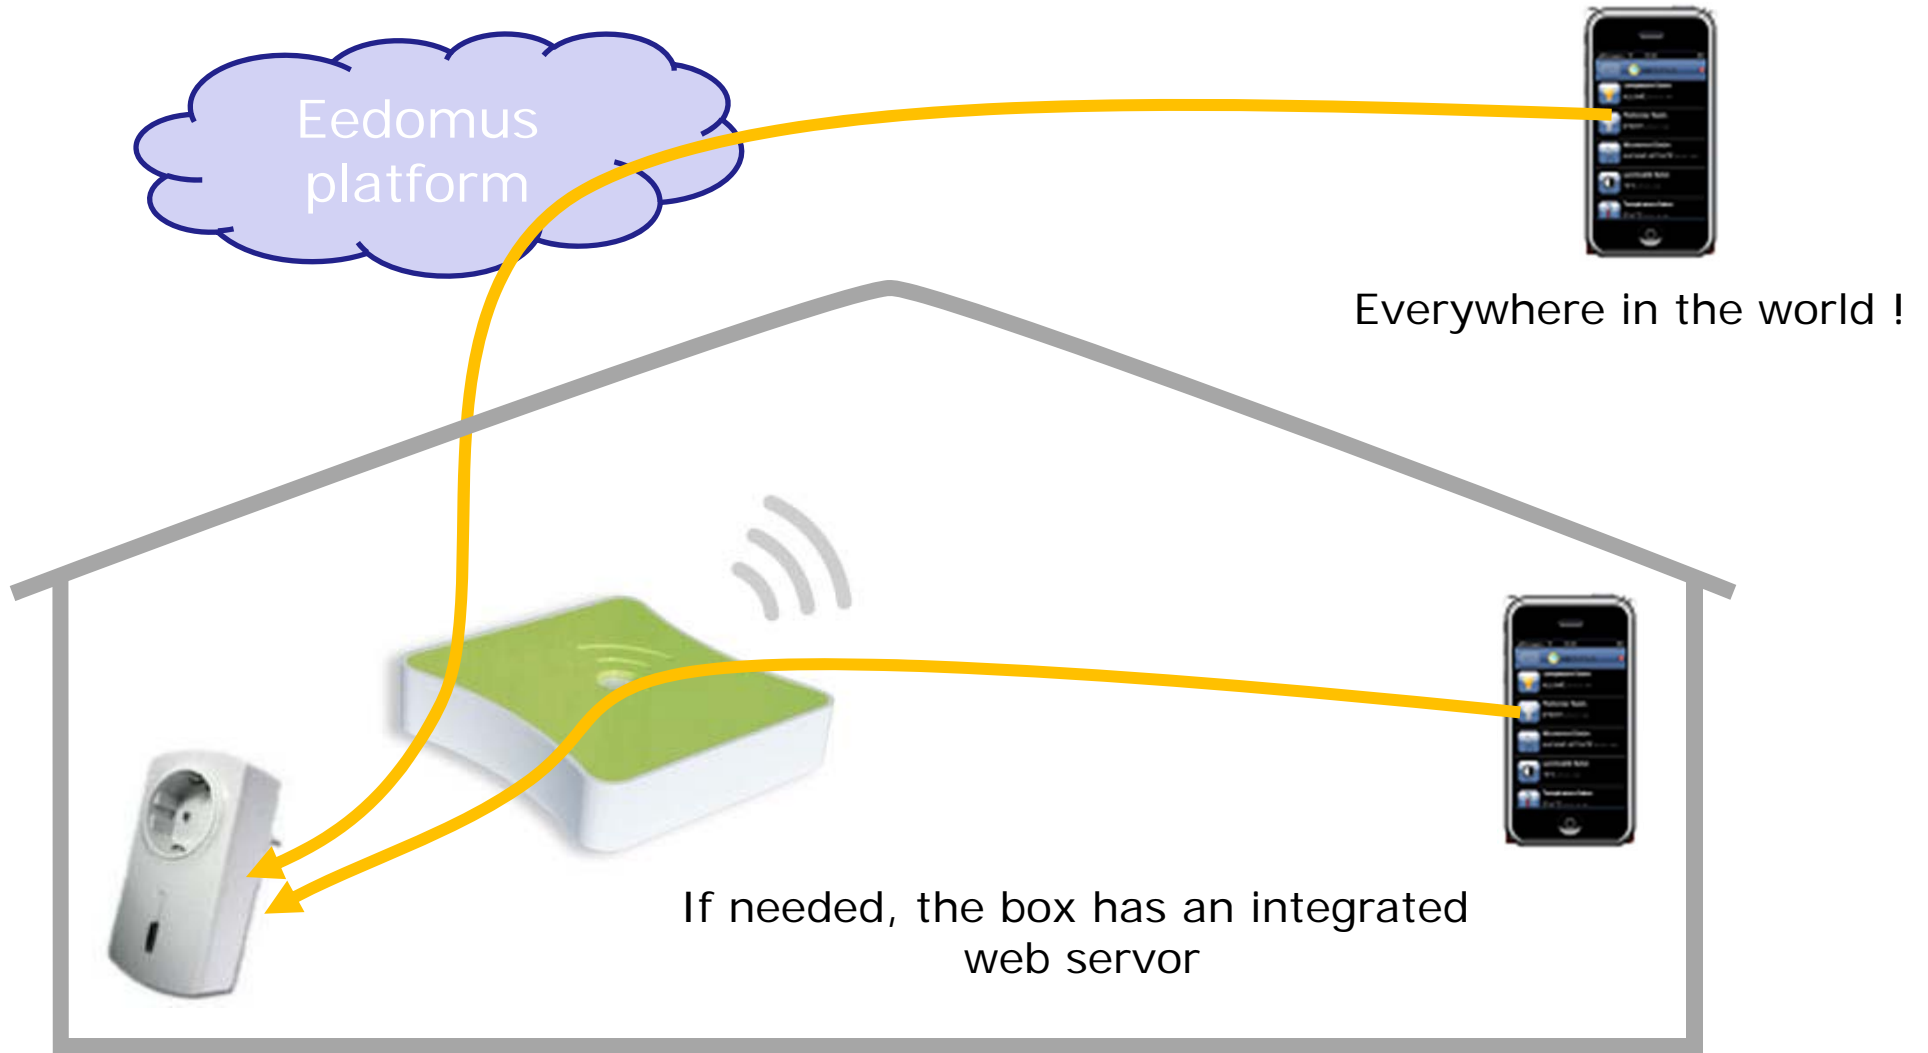 Eedomus
platform
Everywhere in the world !
If needed, the box has an integrated
web servor